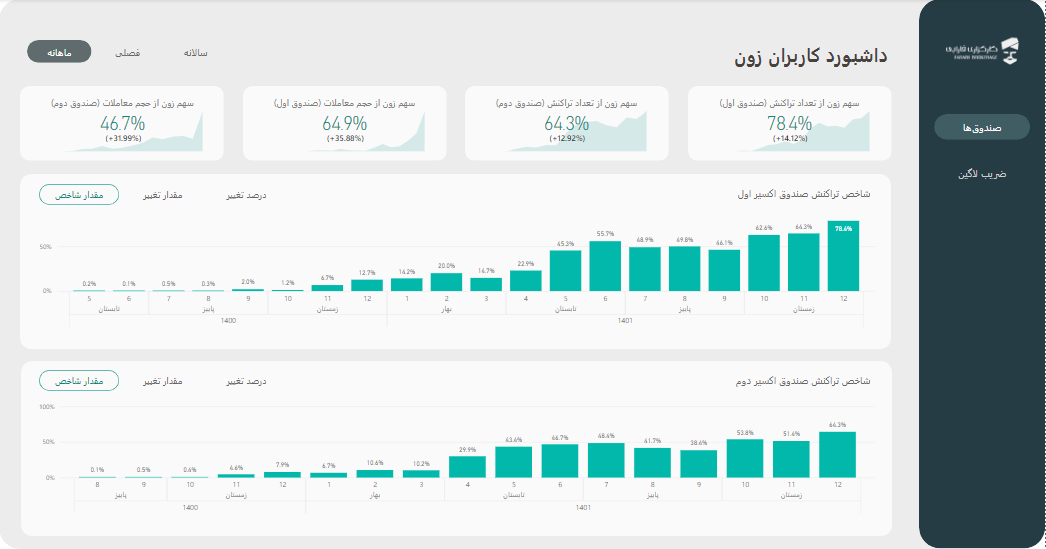 کارگزاری فارابی
FARABI BROKERAGE
صندوق‌ها
ضریب لاگین
داشبورد کاربران زون
سالانه
فصلی
ماهانه
سهم زون از تعداد تراکنش (صندوق اول)
78.4%
(+14.12%)
سهم زون از تعداد تراکنش (صندوق دوم)
64.3%
(+12.92%)
سهم زون از حجم معاملات (صندوق اول)
64.9%
(+35.88%)
سهم زون از حجم معاملات (صندوق دوم)
46.7%
(+31.99%)
شاخص تراکنش صندوق اکسیر اول
درصد تغییر
مقدار تغییر
مقدار شاخص
50%
0%
0.2% 0.1% 0.5% 0.3% 2.0% 1.2% 6.7% 12.7% 14.2% 20.0% 14.7% 22.9% 45.3% 55.7% 48.9% 49.8% 46.1% 62.6% 64.3% 78.4%
5 6 7 8 9 10 11 12 1 2 3 4 5 6 7 8 9 10 11 12
تابستان
پاییز
زمستان
بهار
تابستان
پاییز
زمستان
1400
1401
شاخص تراکنش صندوق اکسیر دوم
درصد تغییر
مقدار تغییر
مقدار شاخص
100%
50%
0%
0.1% 0.5% 0.6% 4.6% 7.9% 6.7% 10.6% 10.2% 29.9% 43.6% 46.7% 48.4% 41.7% 38.6% 53.8% 51.4% 64.3%
8 9 10 11 12 1 2 3 4 5 6 7 8 9 10 11 12
پاییز
زمستان
بهار
تابستان
پاییز
زمستان
1400
1401